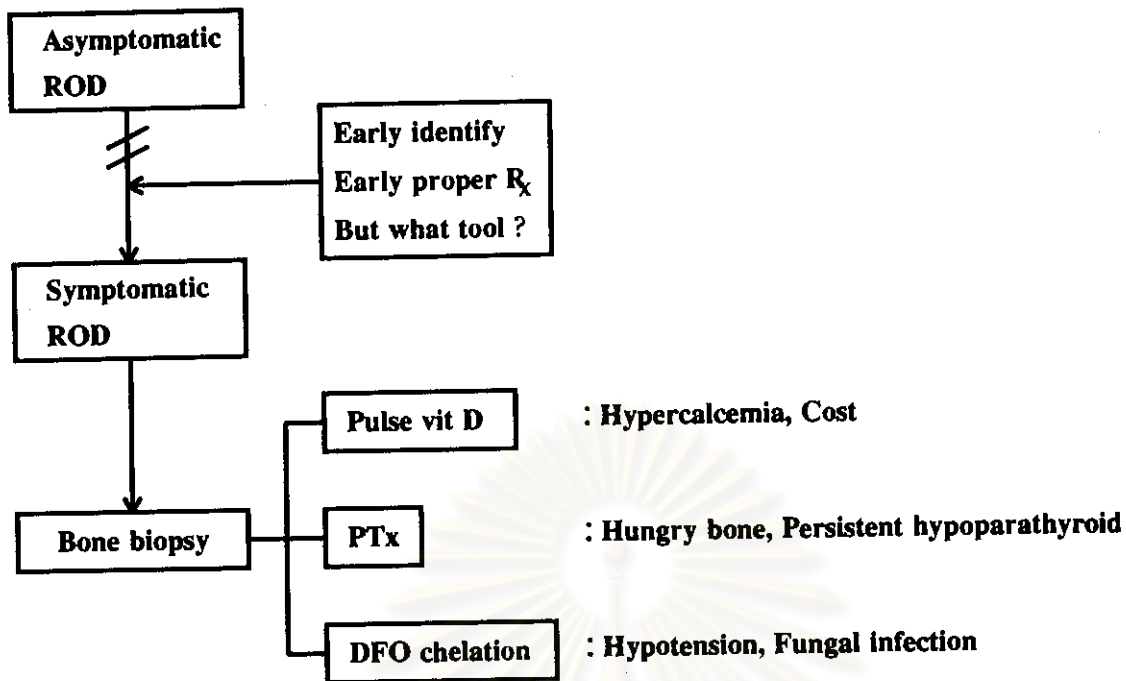 Asymptomatic
ROD
Early identify
Early proper Rx
But what tool ?
Symptomatic
ROD
Pulse vit D : Hypercalcemia, Cost
Bone biopsy PTx : Hungry bone, Persistent hypoparathyroid
DFO chelation : Hypotension, Fungal infection